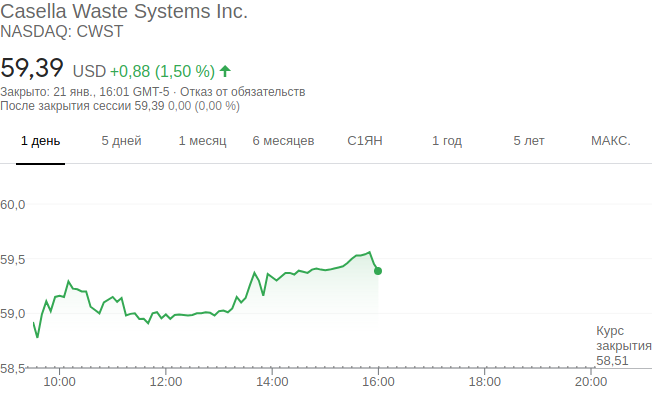 Casella Waste Systems Inc.
NASDAQ: CWST
59,39 USD +0,88 (1,50 %)
Закрыто: 21 янв., 16:01 GMT-5 · Отказ от обязательств
После закрытия сессии 59,39 0,00 (0,00 %)
1 день 5 дней 1 месяц 6 месяцев С1ЯН 1 год 5 лет МАКС.
60,0
59,5
59,0
Курс
закрытия
58,51
58,5
10:00 12:00 14:00 16:00 18:00 20:00